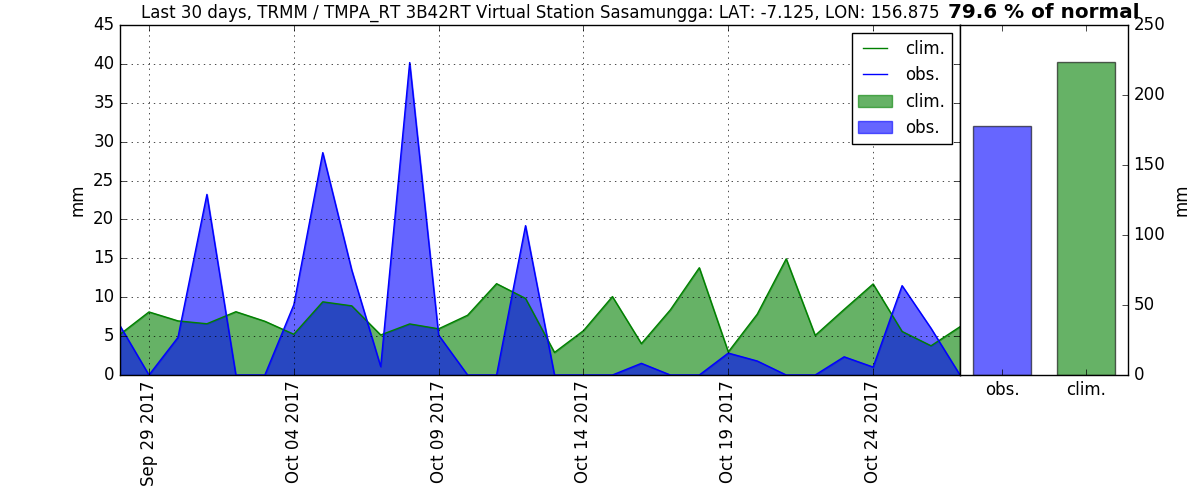 Last 30 days, TRMM / TMPA_RT 3B42RT Virtual Station Sasamungga: LAT: -7.125, LON: 156.875
79.6 % of normal
45
40
35
30
25
20
15
10
5
0
mm
clim.
obs.
clim.
obs.
Sep 29 2017
Oct 04 2017
Oct 09 2017
Oct 14 2017
Oct 19 2017
Oct 24 2017
250
200
150
100
50
0
mm
obs.
clim.